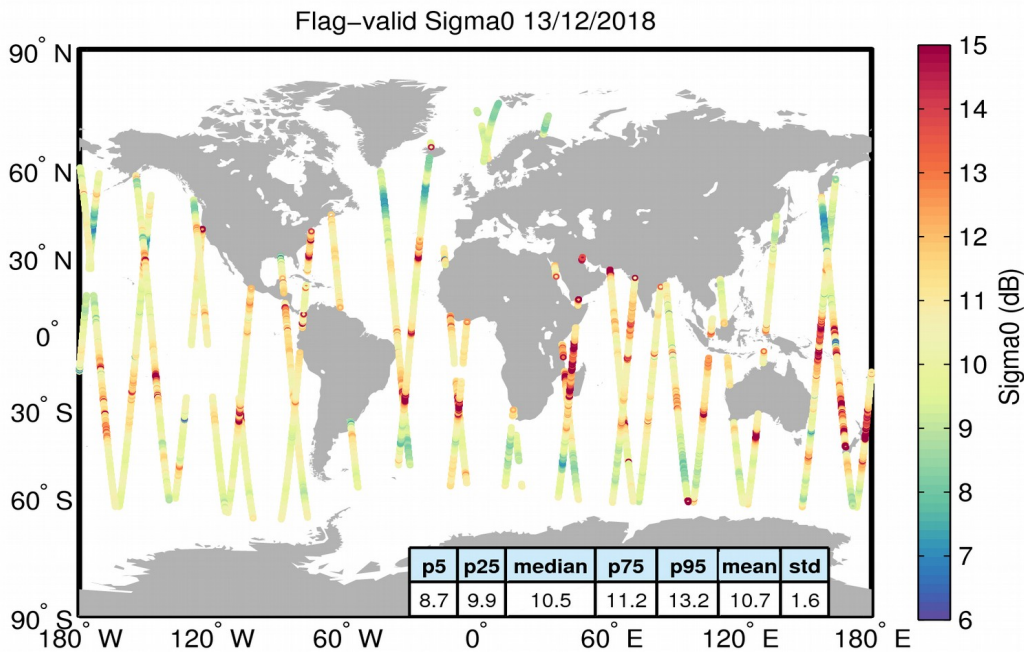 Flag−valid Sigma0 13/12/2018
90° N
60° N
30° N
0°
30° S
60° S
90° S
180° W
120° W
60° W
0°
60° E
120° E
180° E
15
14
13
12
11
10
9
8
7
6
Sigma0 (dB)
p5 p25 median p75 p95 mean std
8.7 9.9 10.5 11.2 13.2 10.7 1.6